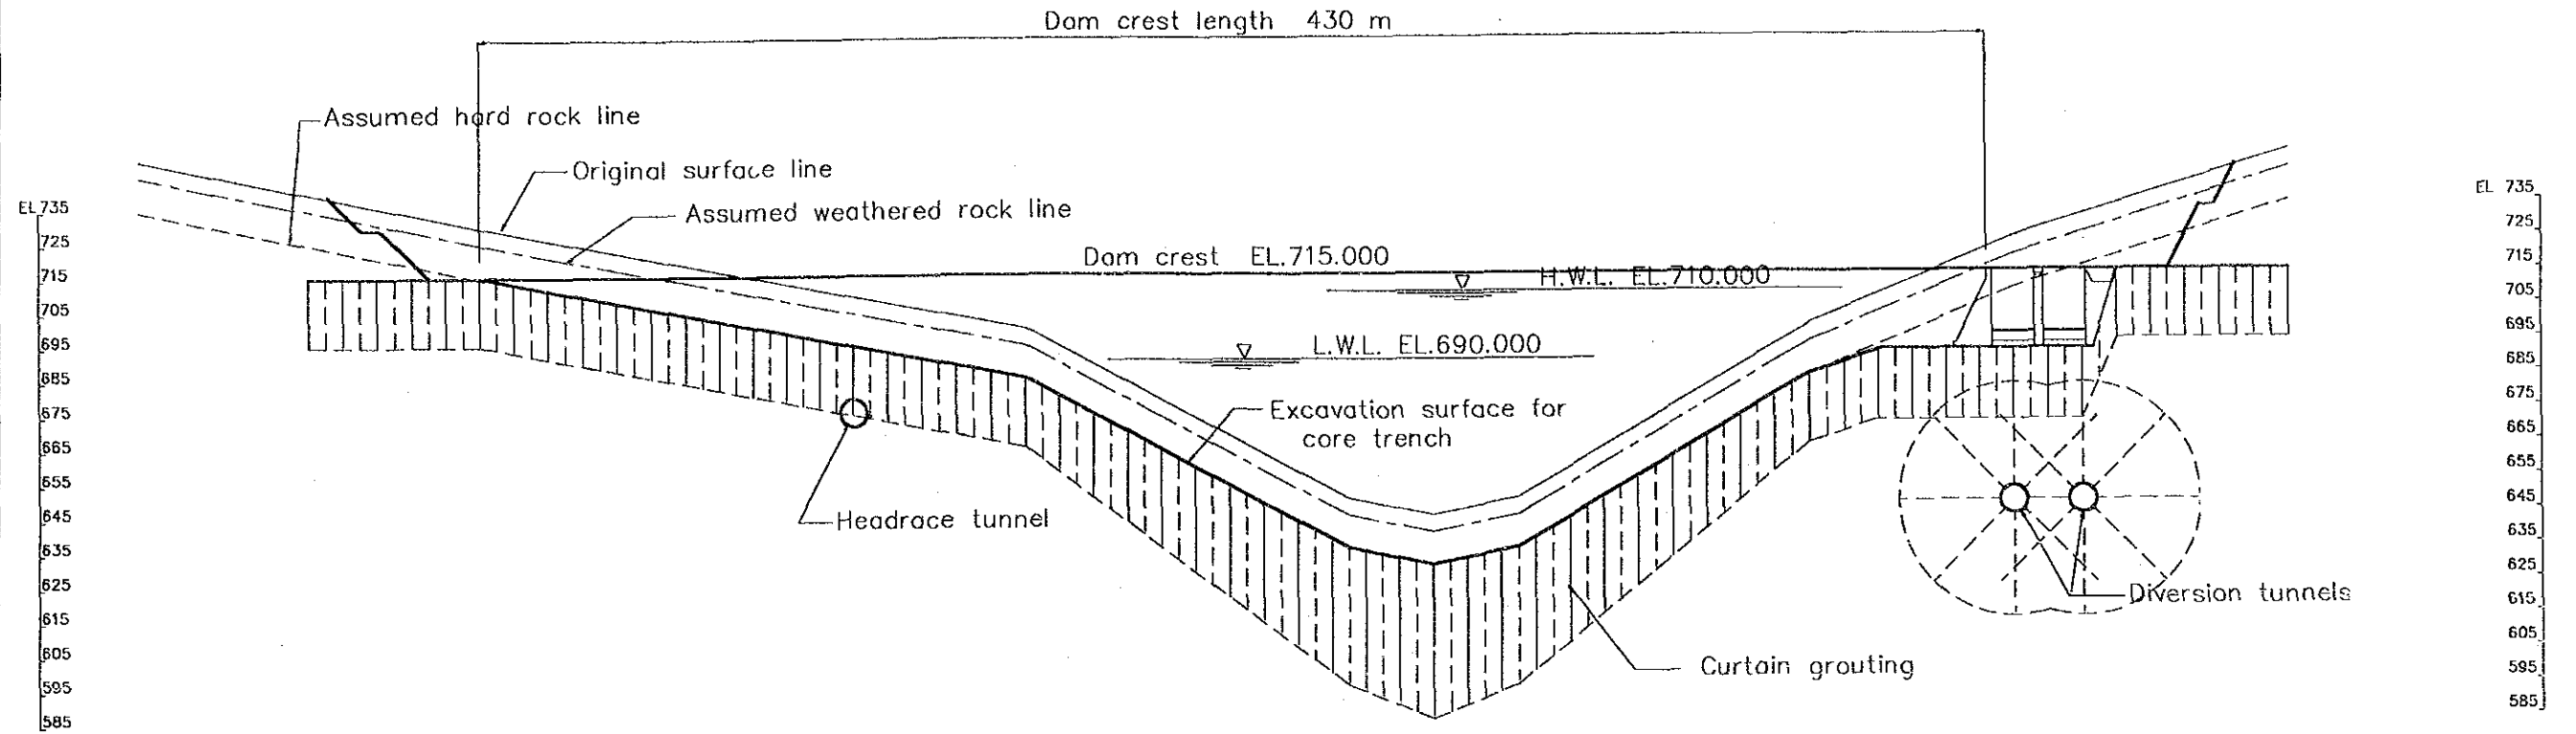 Dam crest length 430 m
Assumed hard rock line
Original surface line
Assumed weathered rock line
Dam crest EL.715.000
H.W.L. EL.710.000
L.W.L. EL.690.000
Excavation surface for
core trench
Headrace tunnel
Diversion tunnels
Curtain grouting
EL 735
725
715
705
695
685
675
665
655
645
635
625
615
605
595
585
EL 735
725
715
705
695
685
675
665
655
645
635
625
615
605
595
585